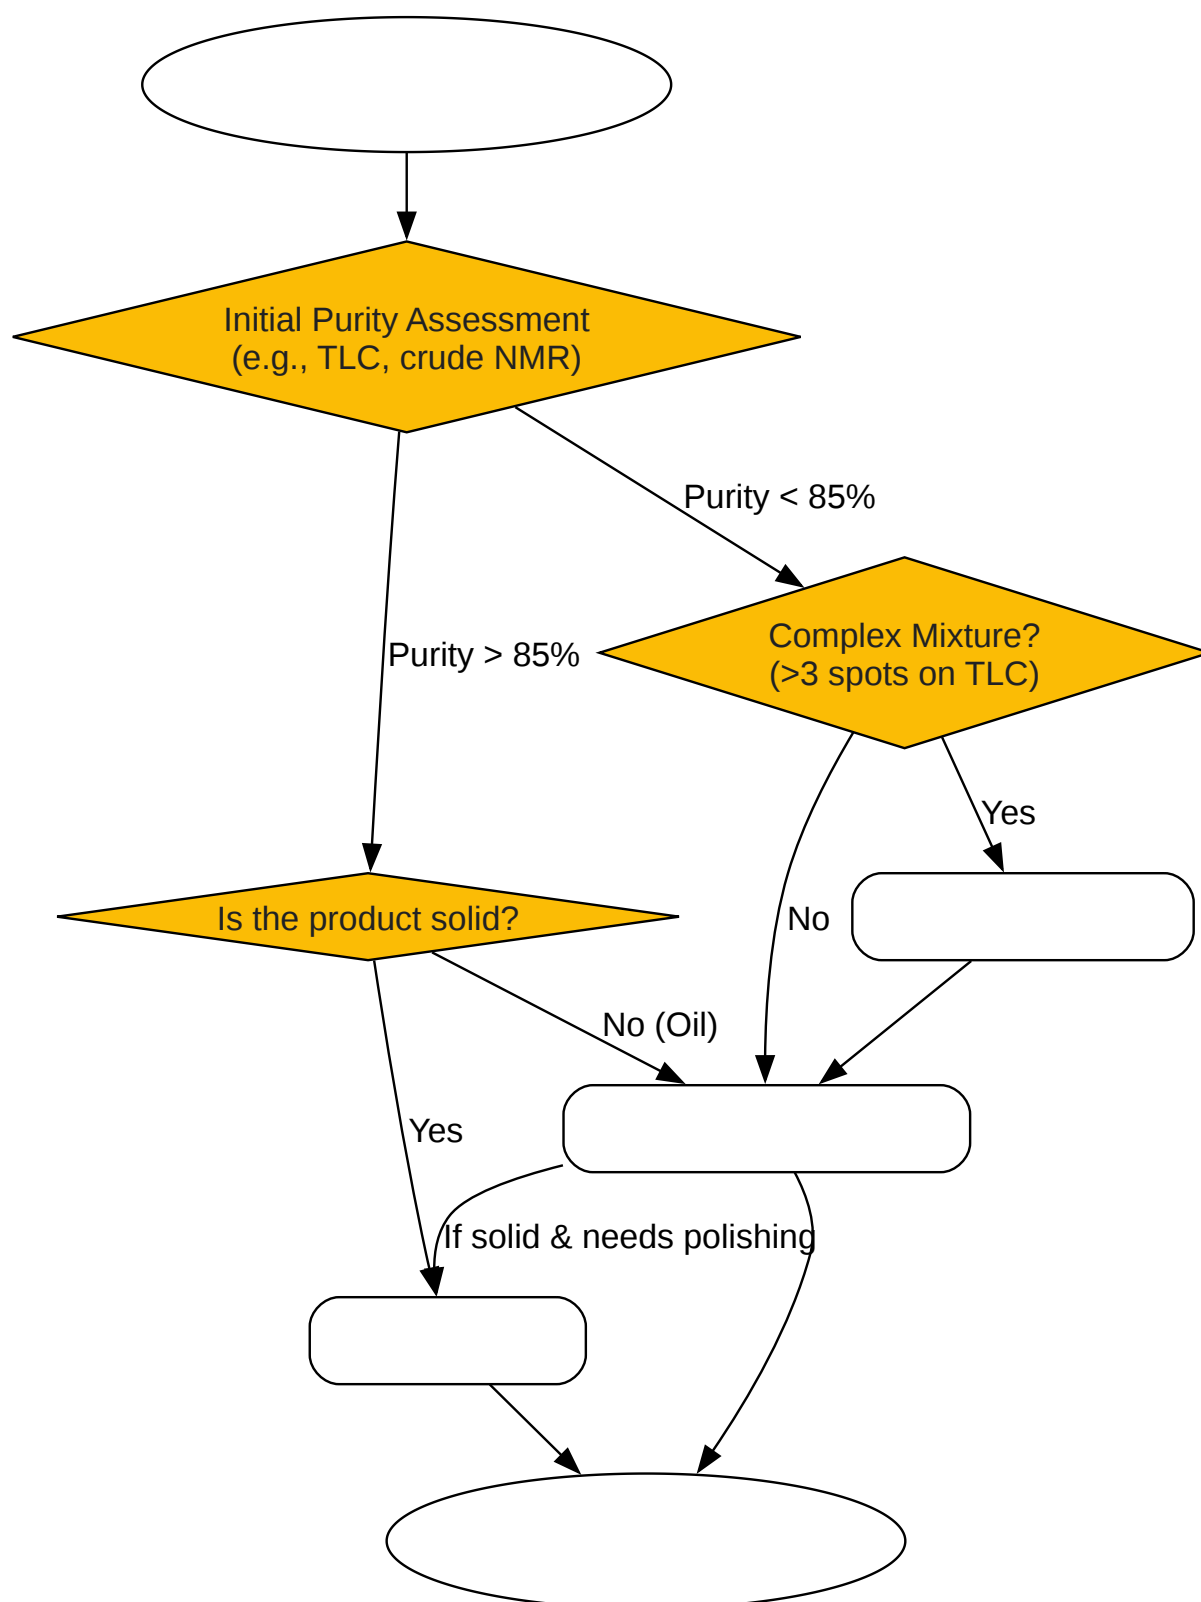 Initial Purity Assessment
(e.g., TLC, crude NMR)
Purity < 85%
Purity > 85%
Complex Mixture?
(>3 spots on TLC)
Yes
Is the product solid?
No
No (Oil)
Yes
If solid & needs polishing